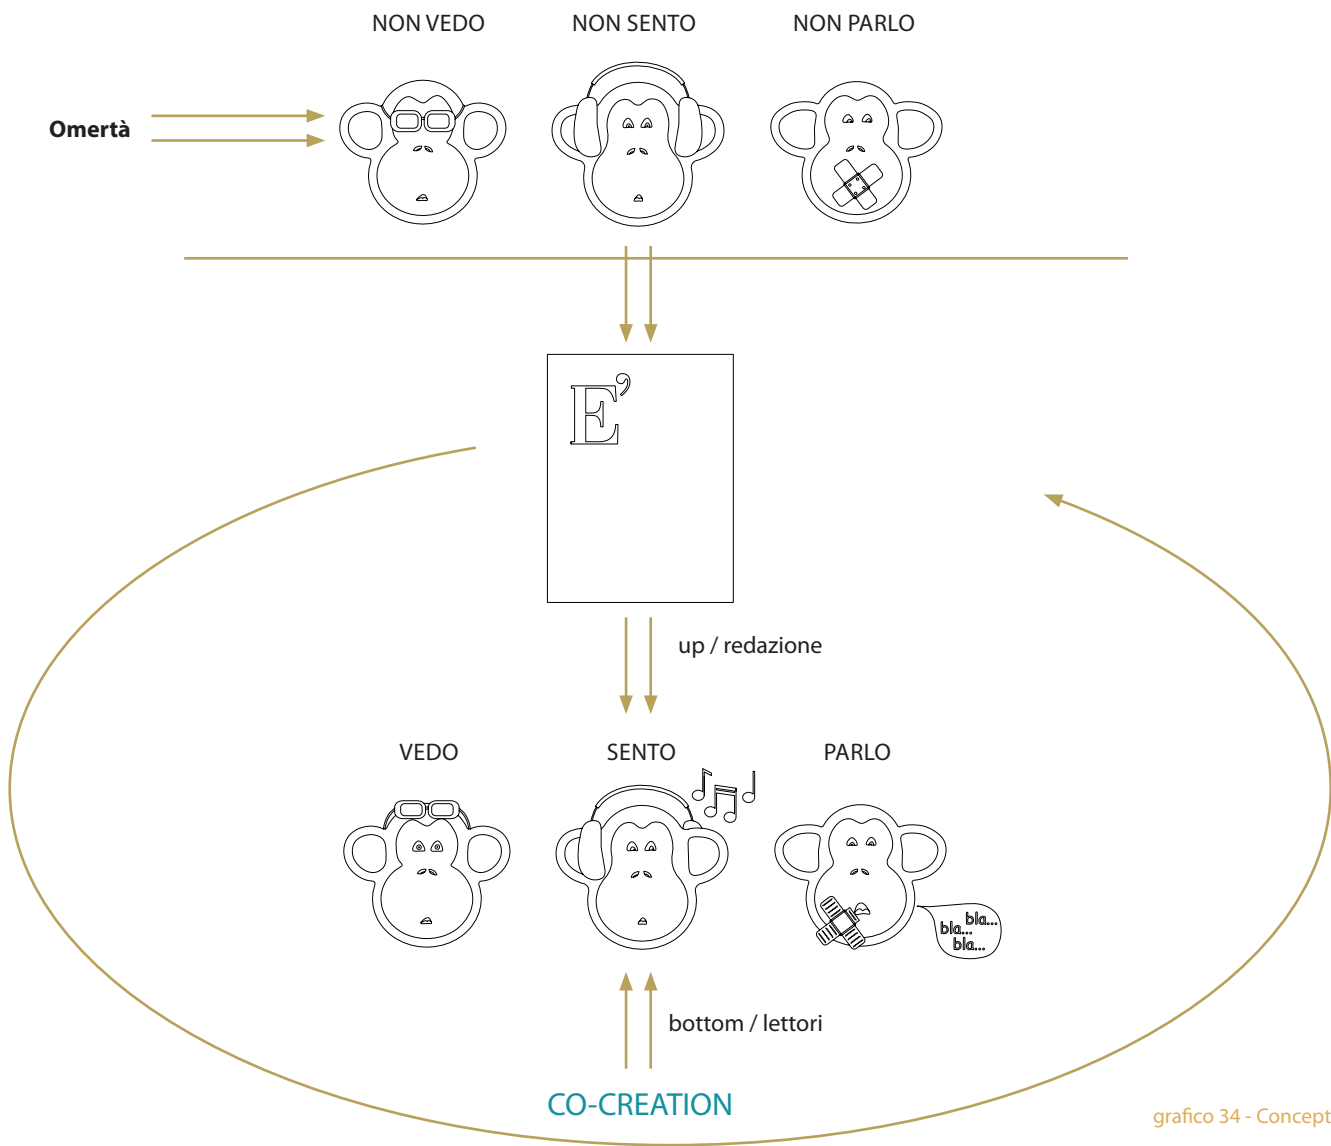 NON VEDO
NON SENTO
NON PARLO
Omertà
E’
up / redazione
VEDO
SENTO
PARLO
bla...
bla...
bla...
bottom / lettori
CO-CREATION
grafico 34 - Concept